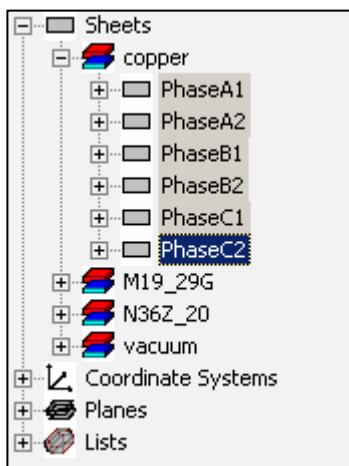 Sheets
copper
PhaseA1
PhaseA2
PhaseB1
PhaseB2
PhaseC1
PhaseC2
M19_29G
N36Z_20
vacuum
Coordinate Systems
Planes
Lists